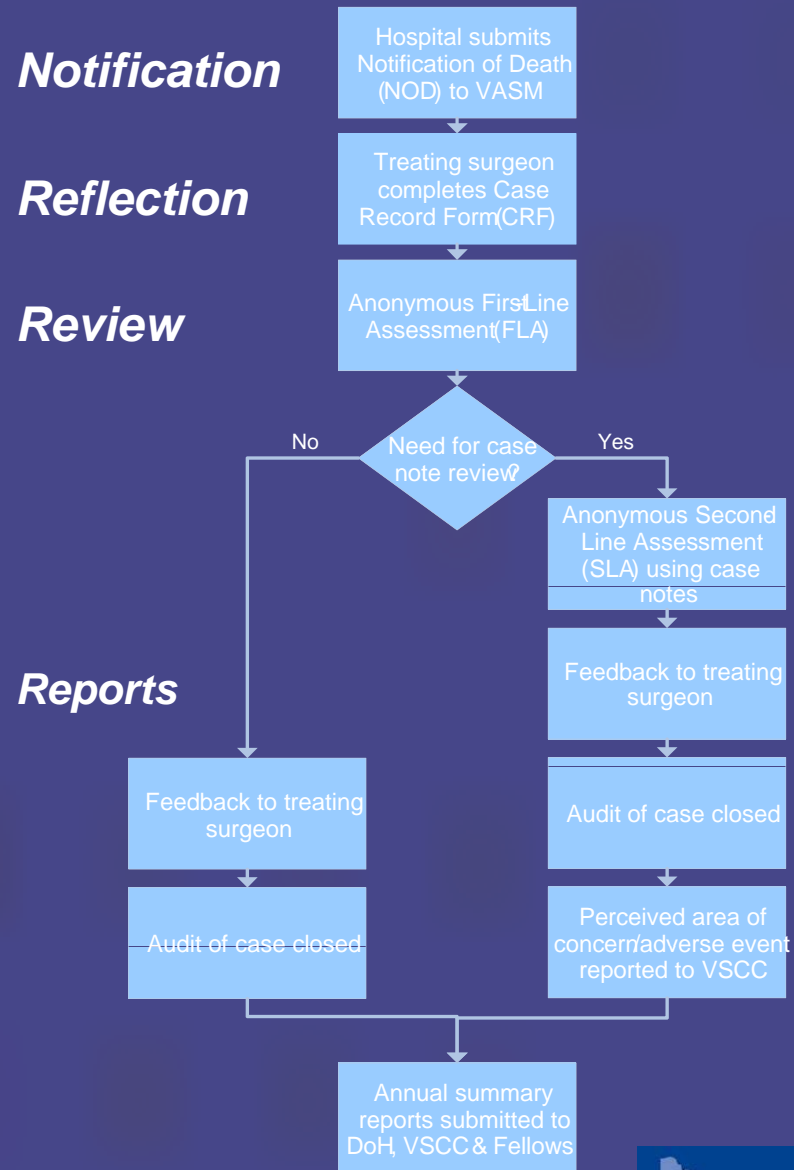 Notification
Hospital submits
Notification of Death
(NOD) to VASM
Reflection
Treating surgeon
completes Case
Record Form(CRF)
Review
Anonymous First-Line
Assessment(FLA)
Need for case
note review?
No
Yes
Anonymous Second-
Line Assessment
(SLA) using case
notes
Reports
Feedback to treating
surgeon
Audit of case closed
Perceived area of
concern/adverse event
reported to VSCC
Feedback to treating
surgeon
Audit of case closed
Annual summary
reports submitted to
DoH, VSCC & Fellows